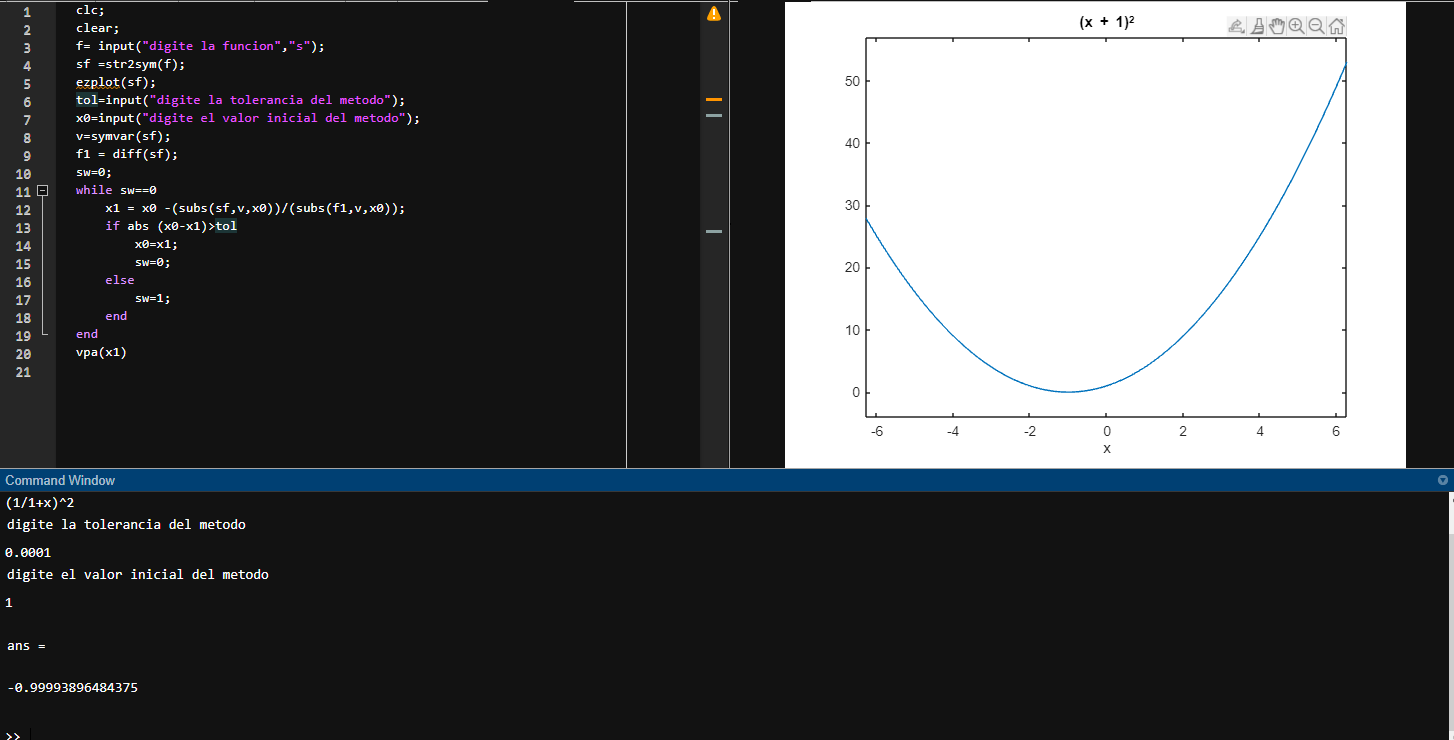 1 clc;
2 clear;
3 f= input("digite la funcion","s");
4 sf =str2sym(f);
5 ezplot(sf);
6 tol=input("digite la tolerancia del metodo");
7 x0=input("digite el valor inicial del metodo");
8 v=symvar(sf);
9 f1 = diff(sf);
10 sw=0;
11 while sw==0
12 x1 = x0 -(subs(sf,v,x0))/(subs(f1,v,x0));
13 if abs (x0-x1)>tol
14 x0=x1;
15 sw=0;
16 else
17 sw=1;
18 end
19 end
20 vpa(x1)
21
(x + 1)²
50
40
30
20
10
0
-6 -4 -2 0 2 4 6
x
Command Window
(1/1+x)^2
digite la tolerancia del metodo
0.0001
digite el valor inicial del metodo
1
ans =
-0.99993896484375
>>